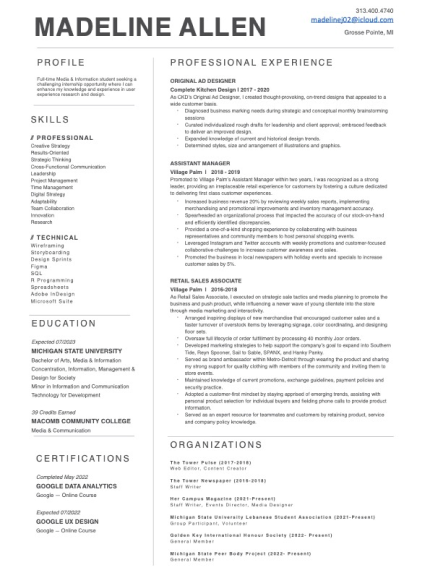 MADELINE ALLEN
313.400.4740
madelinej02@icloud.com
Grosse Pointe, MI
PROFILE
Full-time Media & Information student seeking a
challenging internship opportunity where I can
enhance my knowledge and experience in user
experience research and design.
SKILLS
// PROFESSIONAL
Creative Strategy
Results-Oriented
Strategic Thinking
Cross-Functional Communication
Leadership
Project Management
Time Management
Digital Strategy
Adaptability
Team Collaboration
Innovation
Research
// TECHNICAL
Wireframing
Storyboarding
Design Sprints
Figma
SQL
R Programming
Spreadsheets
Adobe InDesign
Microsoft Suite
EDUCATION
Expected 07/2023
MICHIGAN STATE UNIVERSITY
Bachelor of Arts, Media & Information
Concentration, Information, Management &
Design for Society
Minor in Information and Communication
Technology for Development
39 Credits Earned
MACOMB COMMUNITY COLLEGE
Media & Communication
CERTIFICATIONS
Completed May 2022
GOOGLE DATA ANALYTICS
Google — Online Course
Expected 07/2022
GOOGLE UX DESIGN
Google — Online Course
PROFESSIONAL EXPERIENCE
ORIGINAL AD DESIGNER
Complete Kitchen Design I 2017 - 2020
As CKD's Original Ad Designer, I created thought-provoking, on-trend designs that appealed to a
wide customer basis.
Diagnosed business marking needs during strategic and conceptual monthly brainstorming
sessions
Curated individualized rough drafts for leadership and client approval; embraced feedback
to deliver an improved design.
Expanded knowledge of current and historical design trends.
Determined styles, size and arrangement of illustrations and graphics.
ASSISTANT MANAGER
Village Palm I 2018 - 2019
Promoted to Village Palm's Assistant Manager within two years, I was recognized as a strong
leader, providing an irreplaceable retail experience for customers by fostering a culture dedicated
to delivering first class customer experiences.
Increased business revenue 20% by reviewing weekly sales reports, implementing
merchandising and promotional improvements and inventory management accuracy.
Spearheaded an organizational process that impacted the accuracy of our stock-on-hand
and efficiently identified discrepancies.
Provided a one-of-a-kind shopping experience by collaborating with business
representatives and community members to host personal shopping events.
Leveraged Instagram and Twitter accounts with weekly promotions and customer-focused
collaborative challenges to increase customer awareness and sales.
Promoted the business in local newspapers with holiday events and specials to increase
customer sales by 5%.
RETAIL SALES ASSOCIATE
Village Palm I 2016-2018
As Retail Sales Associate, I executed on strategic sale tactics and media planning to promote the
business and push product, while influencing a newer wave of young clientele into the store
through media marketing and interactivity.
Arranged inspiring displays of new merchandise that encouraged customer sales and a
faster turnover of overstock items by leveraging signage, color coordinating, and designing
floor sets.
Oversaw full lifecycle of order fulfillment by processing 40 monthly Joor orders.
Developed marketing strategies to help support the company's goal to expand into Southern
Tide, Reyn Spooner, Sail to Sable, SPANX, and Hanky Panky.
Served as brand ambassador within Metro-Detroit through wearing the product and sharing
my strong support for quality clothing with members of the community and inviting them to
store events.
Maintained knowledge of current promotions, exchange guidelines, payment policies and
security practice.
Adopted a customer-first mindset by staying apprised of emerging trends, assisting with
personal product selection for individual buyers and fielding phone calls to provide product
information.
Served as an expert resource for teammates and customers by retaining product, service
and company policy knowledge.
ORGANIZATIONS
The Tower Pulse (2017-2018)
Web Editor, Content Creator
The Tower Newspaper (2016-2018)
Staff Writer
Her Campus Magazine (2021-Present)
Staff Writer, Events Director, Media Designer
Michigan State University Lebanese Student Association (2021-Present)
Group Participant, Volunteer
Golden Key International Honour Society (2022- Present)
General Member
Michigan State Peer Body Project (2022- Present)
General Member